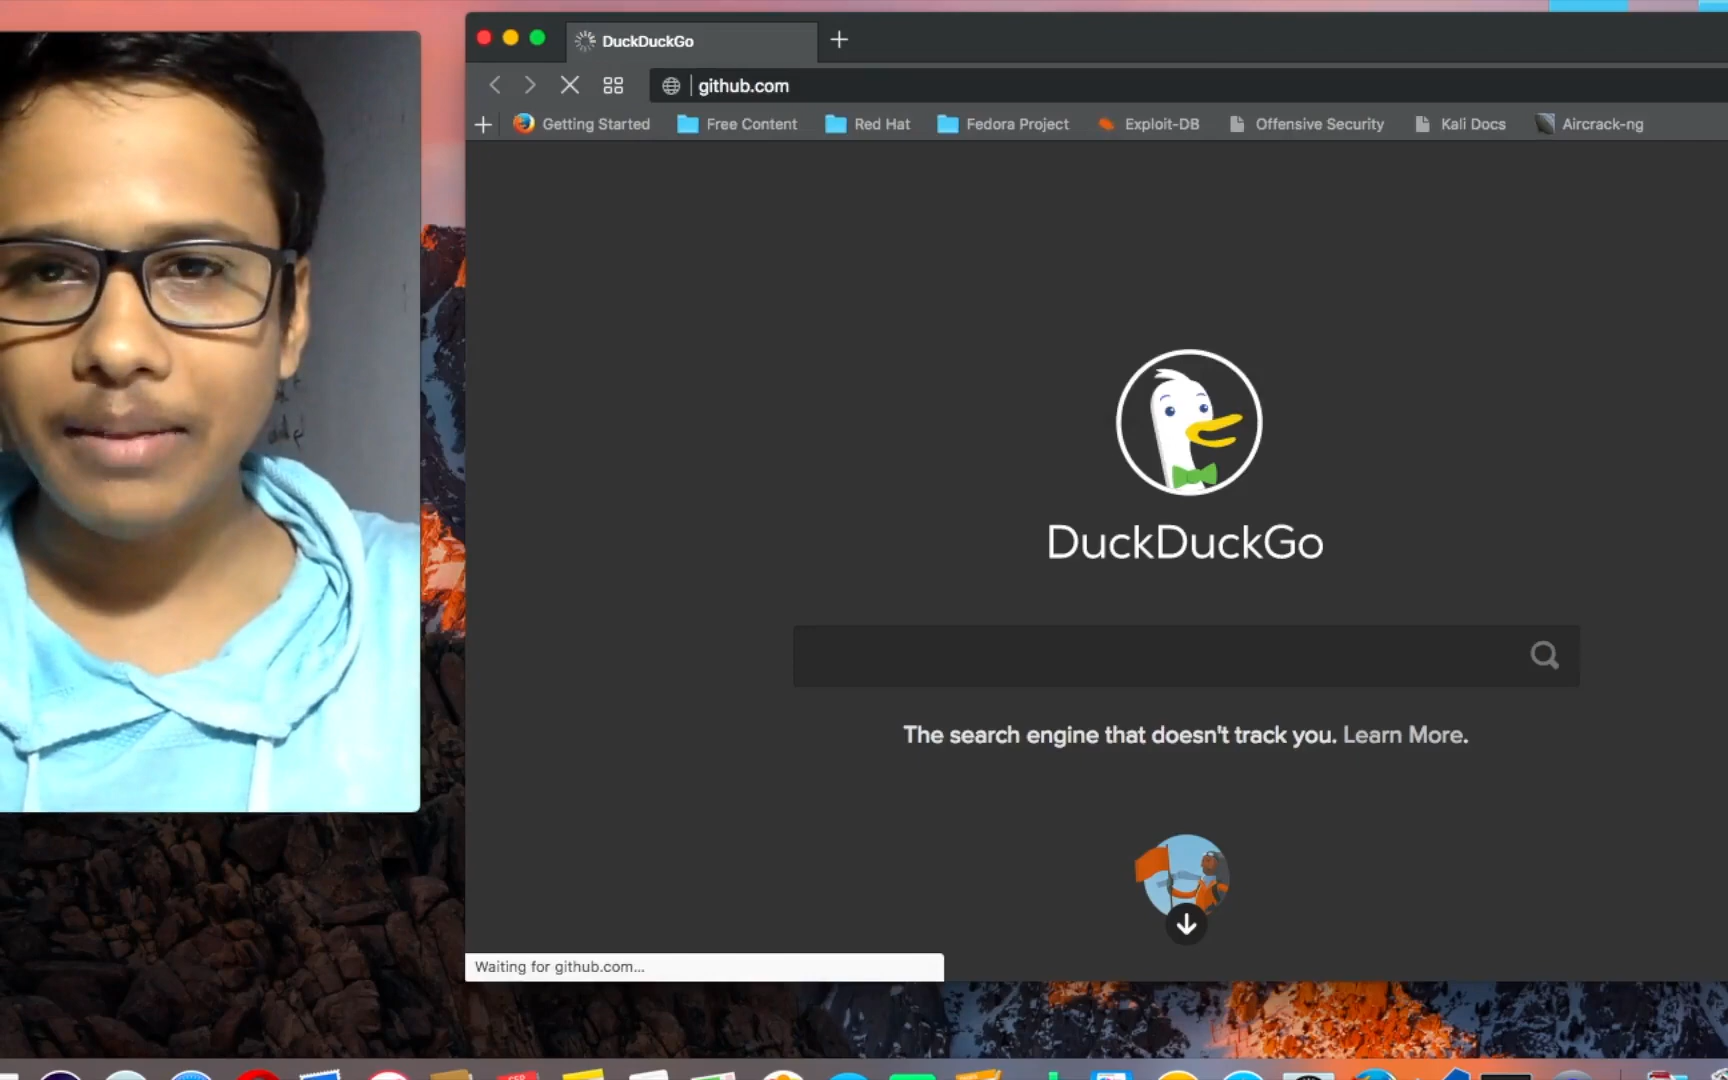 DuckDuckGo
github.com
Getting Started Free Content Red Hat Fedora Project Exploit-DB Offensive Security Kali Docs Aircrack-ng
DuckDuckGo
The search engine that doesn't track you. Learn More.
Waiting for github.com...
SEP